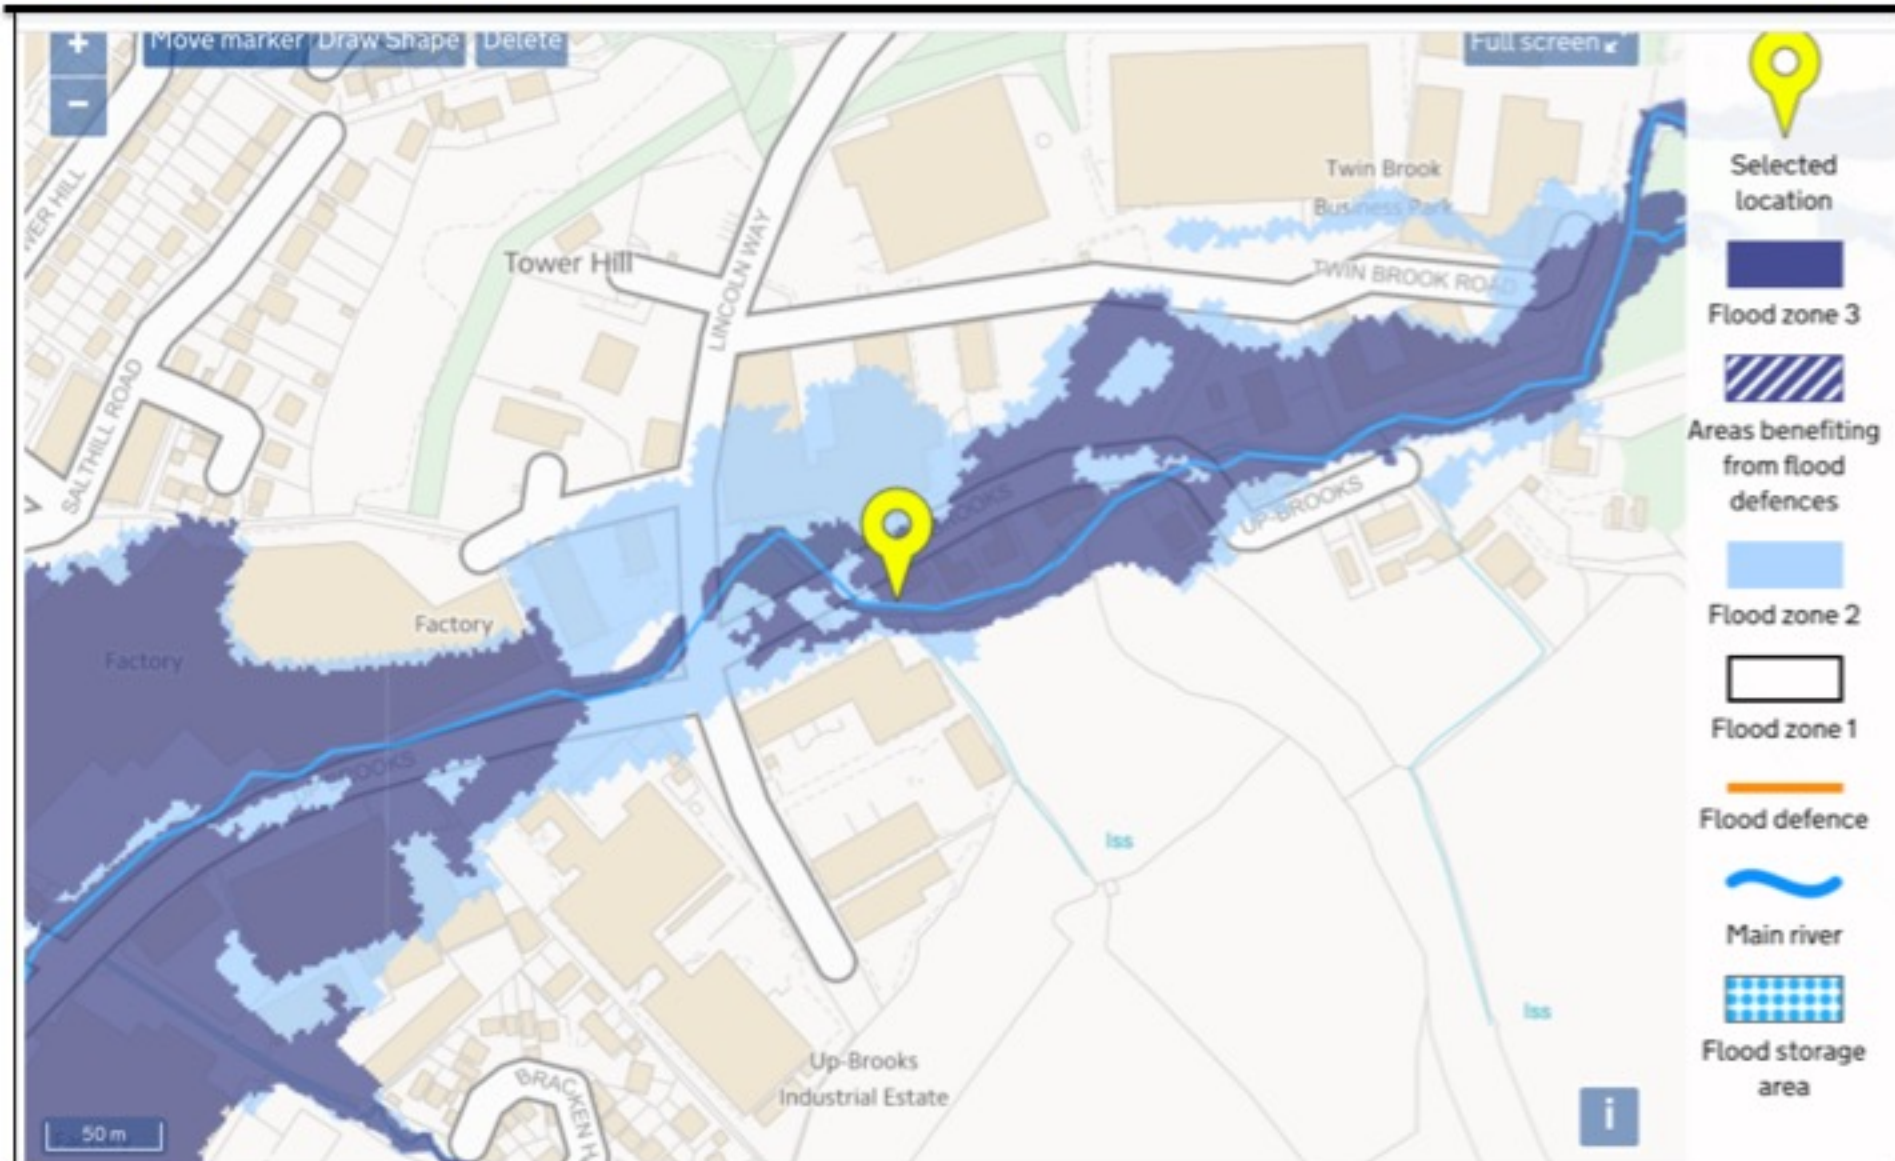 +
Move marker
Draw Shape
Delete
Full screen
−
Selected
location
Twin Brook
Business Park
Flood zone 3
TWIN BROOK ROAD
Tower Hill
LINCOLN WAY
SALTHILL ROAD
Areas benefiting
from flood
defences
UP-BROOKS
Flood zone 2
Factory
Factory
Flood zone 1
Flood defence
Iss
Main river
Iss
Flood storage
area
Up-Brooks
Industrial Estate
BRACKEN H
50 m
i